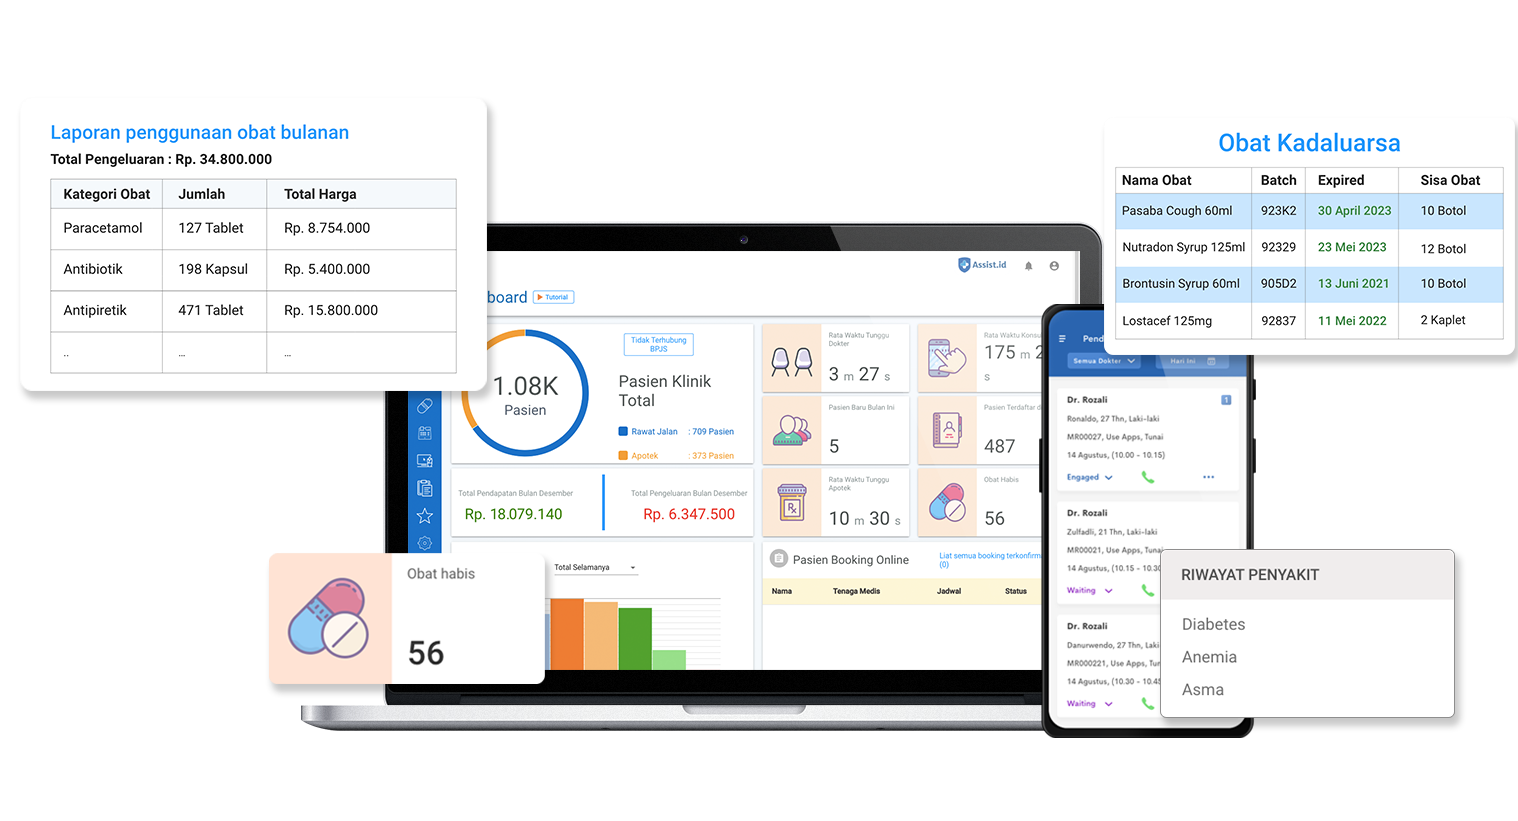 Laporan penggunaan obat bulanan
Total Pengeluaran : Rp. 34.800.000
Kategori Obat Jumlah Total Harga
Paracetamol 127 Tablet Rp. 8.754.000
Antibiotik 198 Kapsul Rp. 5.400.000
Antipiretik 471 Tablet Rp. 15.800.000
.. ... ...
Obat Kadaluarsa
Nama Obat Batch Expired Sisa Obat
Pasaba Cough 60ml 923K2 30 April 2023 10 Botol
Nutradon Syrup 125ml 92329 23 Mei 2023 12 Botol
Brontusin Syrup 60ml 905D2 13 Juni 2021 10 Botol
Lostacef 125mg 92837 11 Mei 2022 2 Kaplet
Assist.id
board Tutorial
1.08K
Pasien
Tidak Terhubung
BPJS
Pasien Klinik
Total
Rawat Jalan : 709 Pasien
Apotek : 373 Pasien
Rata Waktu Tunggu
Dokter
3 m 27 s
Rata Waktu Konsu
175 m 2
s
Pasien Baru Bulan Ini
5
Pasien Terdaftar d
487
Rata Waktu Tunggu
Apotek
10 m 30 s
Obat Habis
56
Total Pendapatan Bulan Desember
Rp. 18.079.140
Total Pengeluaran Bulan Desember
Rp. 6.347.500
Total Selamanya
Pasien Booking Online
Liat semua booking terkonfirm
(0)
Nama Tenaga Medis Jadwal Status
Obat habis
56
Pend
Semua Dokter Hari Ini
Dr. Rozali 1
Ronaldo, 27 Thn, Laki-laki
MR00027, Use Apps, Tunai
14 Agustus, (10.00 - 10.15)
Engaged
Dr. Rozali
Zulfadli, 21 Thn, Laki-laki
MR00021, Use Apps, Tunai
14 Agustus, (10.15 - 10.30
Waiting
Dr. Rozali
Danurwendo, 27 Thn, Laki
MR000221, Use Apps, Tur
14 Agustus, (10.30 - 10.45
Waiting
RIWAYAT PENYAKIT
Diabetes
Anemia
Asma